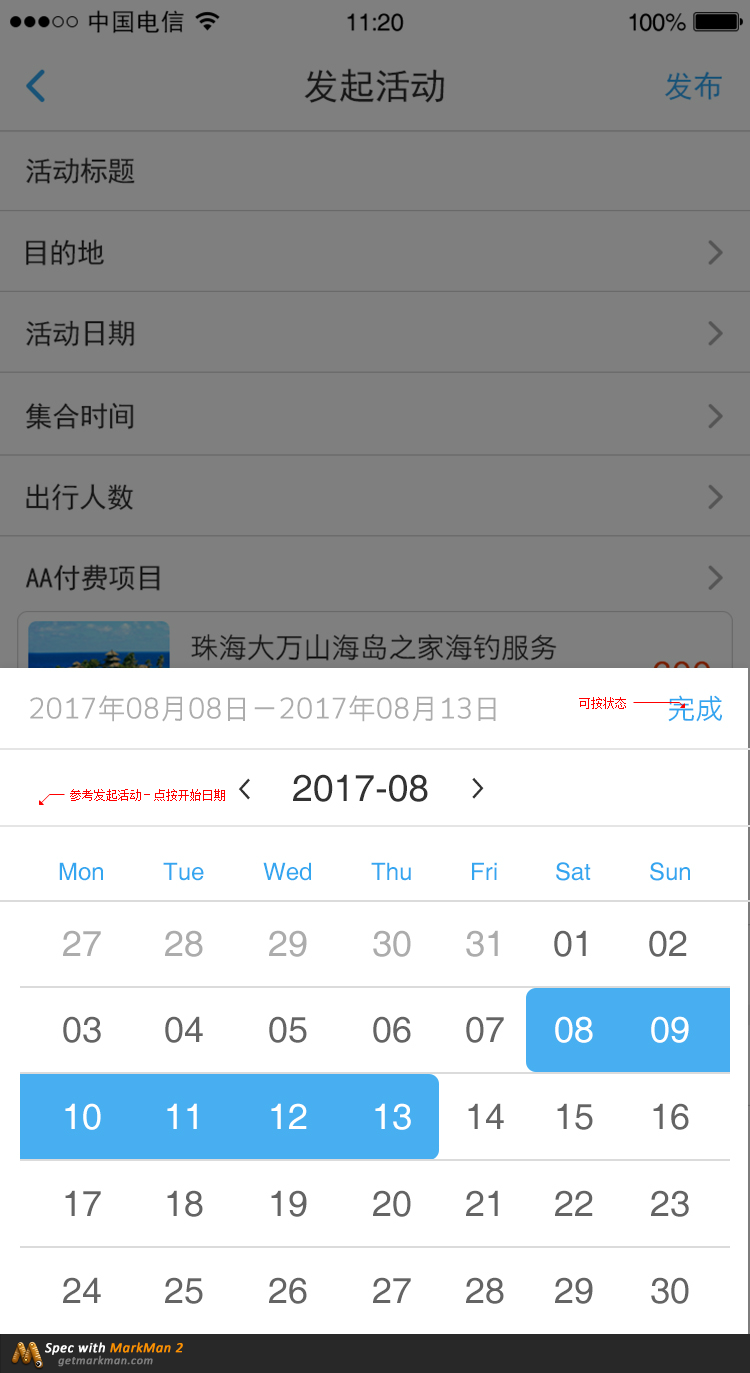 中国电信 11:20 100%
发起活动 发布
活动标题
目的地
活动日期
集合时间
出行人数
AA付费项目
珠海大万山海岛之家海钓服务
2017年08月08日－2017年08月13日 可按状态 完成
参考发起活动－点按开始日期 2017-08
Mon Tue Wed Thu Fri Sat Sun
27 28 29 30 31 01 02
03 04 05 06 07 08 09
10 11 12 13 14 15 16
17 18 19 20 21 22 23
24 25 26 27 28 29 30
Spec with MarkMan 2
getmarkman.com